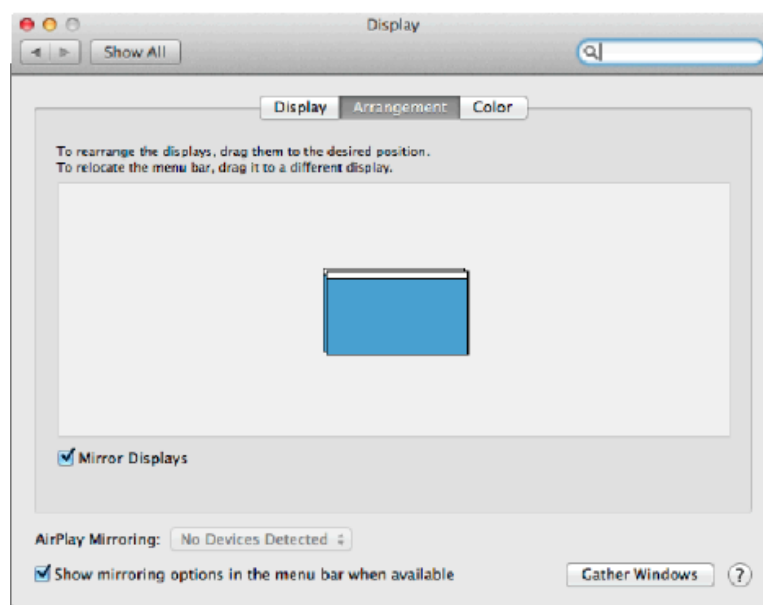 Display
Show All
Display Arrangement Color
To rearrange the displays, drag them to the desired position.
To relocate the menu bar, drag it to a different display.
Mirror Displays
AirPlay Mirroring: No Devices Detected
Show mirroring options in the menu bar when available
Gather Windows ?